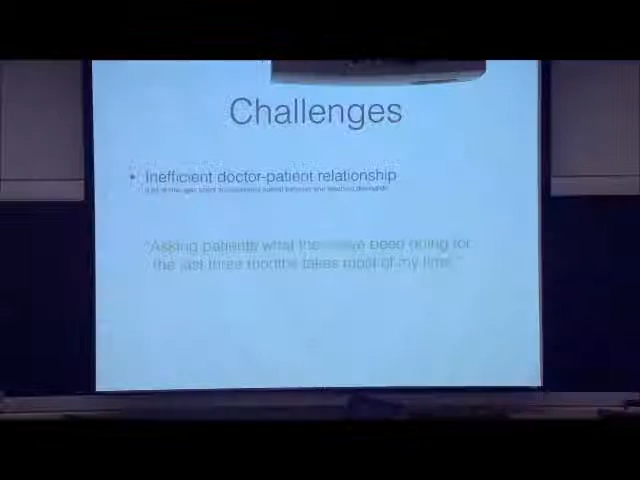 Challenges
• Inefficient doctor-patient relationship
"Asking patients what they have been doing for
the last three months takes most of my time."